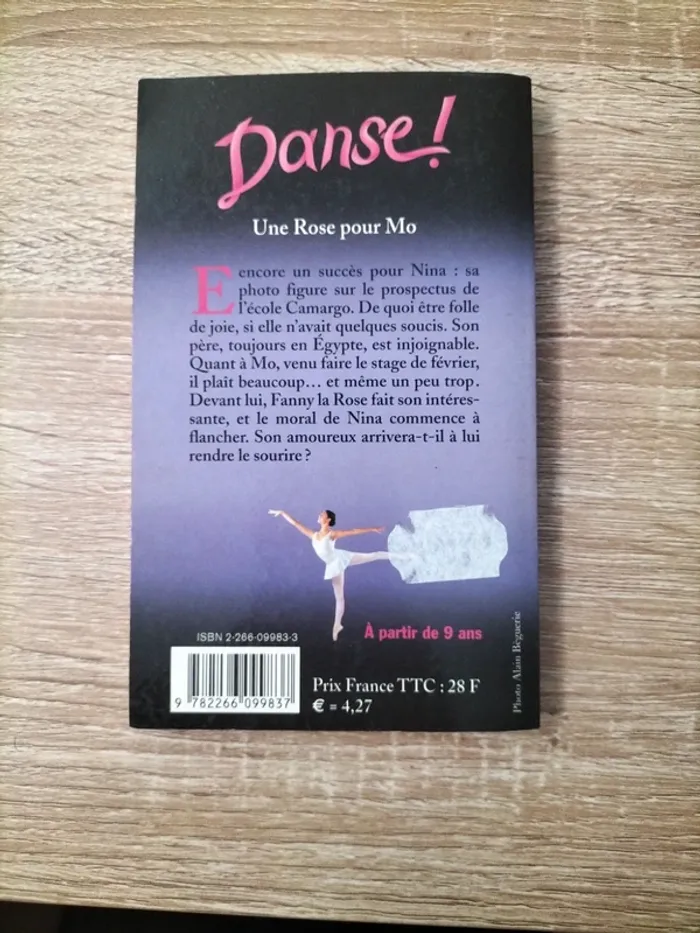 Danse!
Une Rose pour Mo
E encore un succès pour Nina : sa
photo figure sur le prospectus de
l'école Camargo. De quoi être folle
de joie, si elle n'avait quelques soucis. Son
père, toujours en Égypte, est injoignable.
Quant à Mo, venu faire le stage de février,
il plaît beaucoup... et même un peu trop.
Devant lui, Fanny la Rose fait son intéres-
sante, et le moral de Nina commence à
flancher. Son amoureux arrivera-t-il à lui
rendre le sourire ?
À partir de 9 ans
ISBN 2-266-09983-3
9 782266 099837
Prix France TTC : 28 F
€ = 4,27
Photo Alain Béguerie